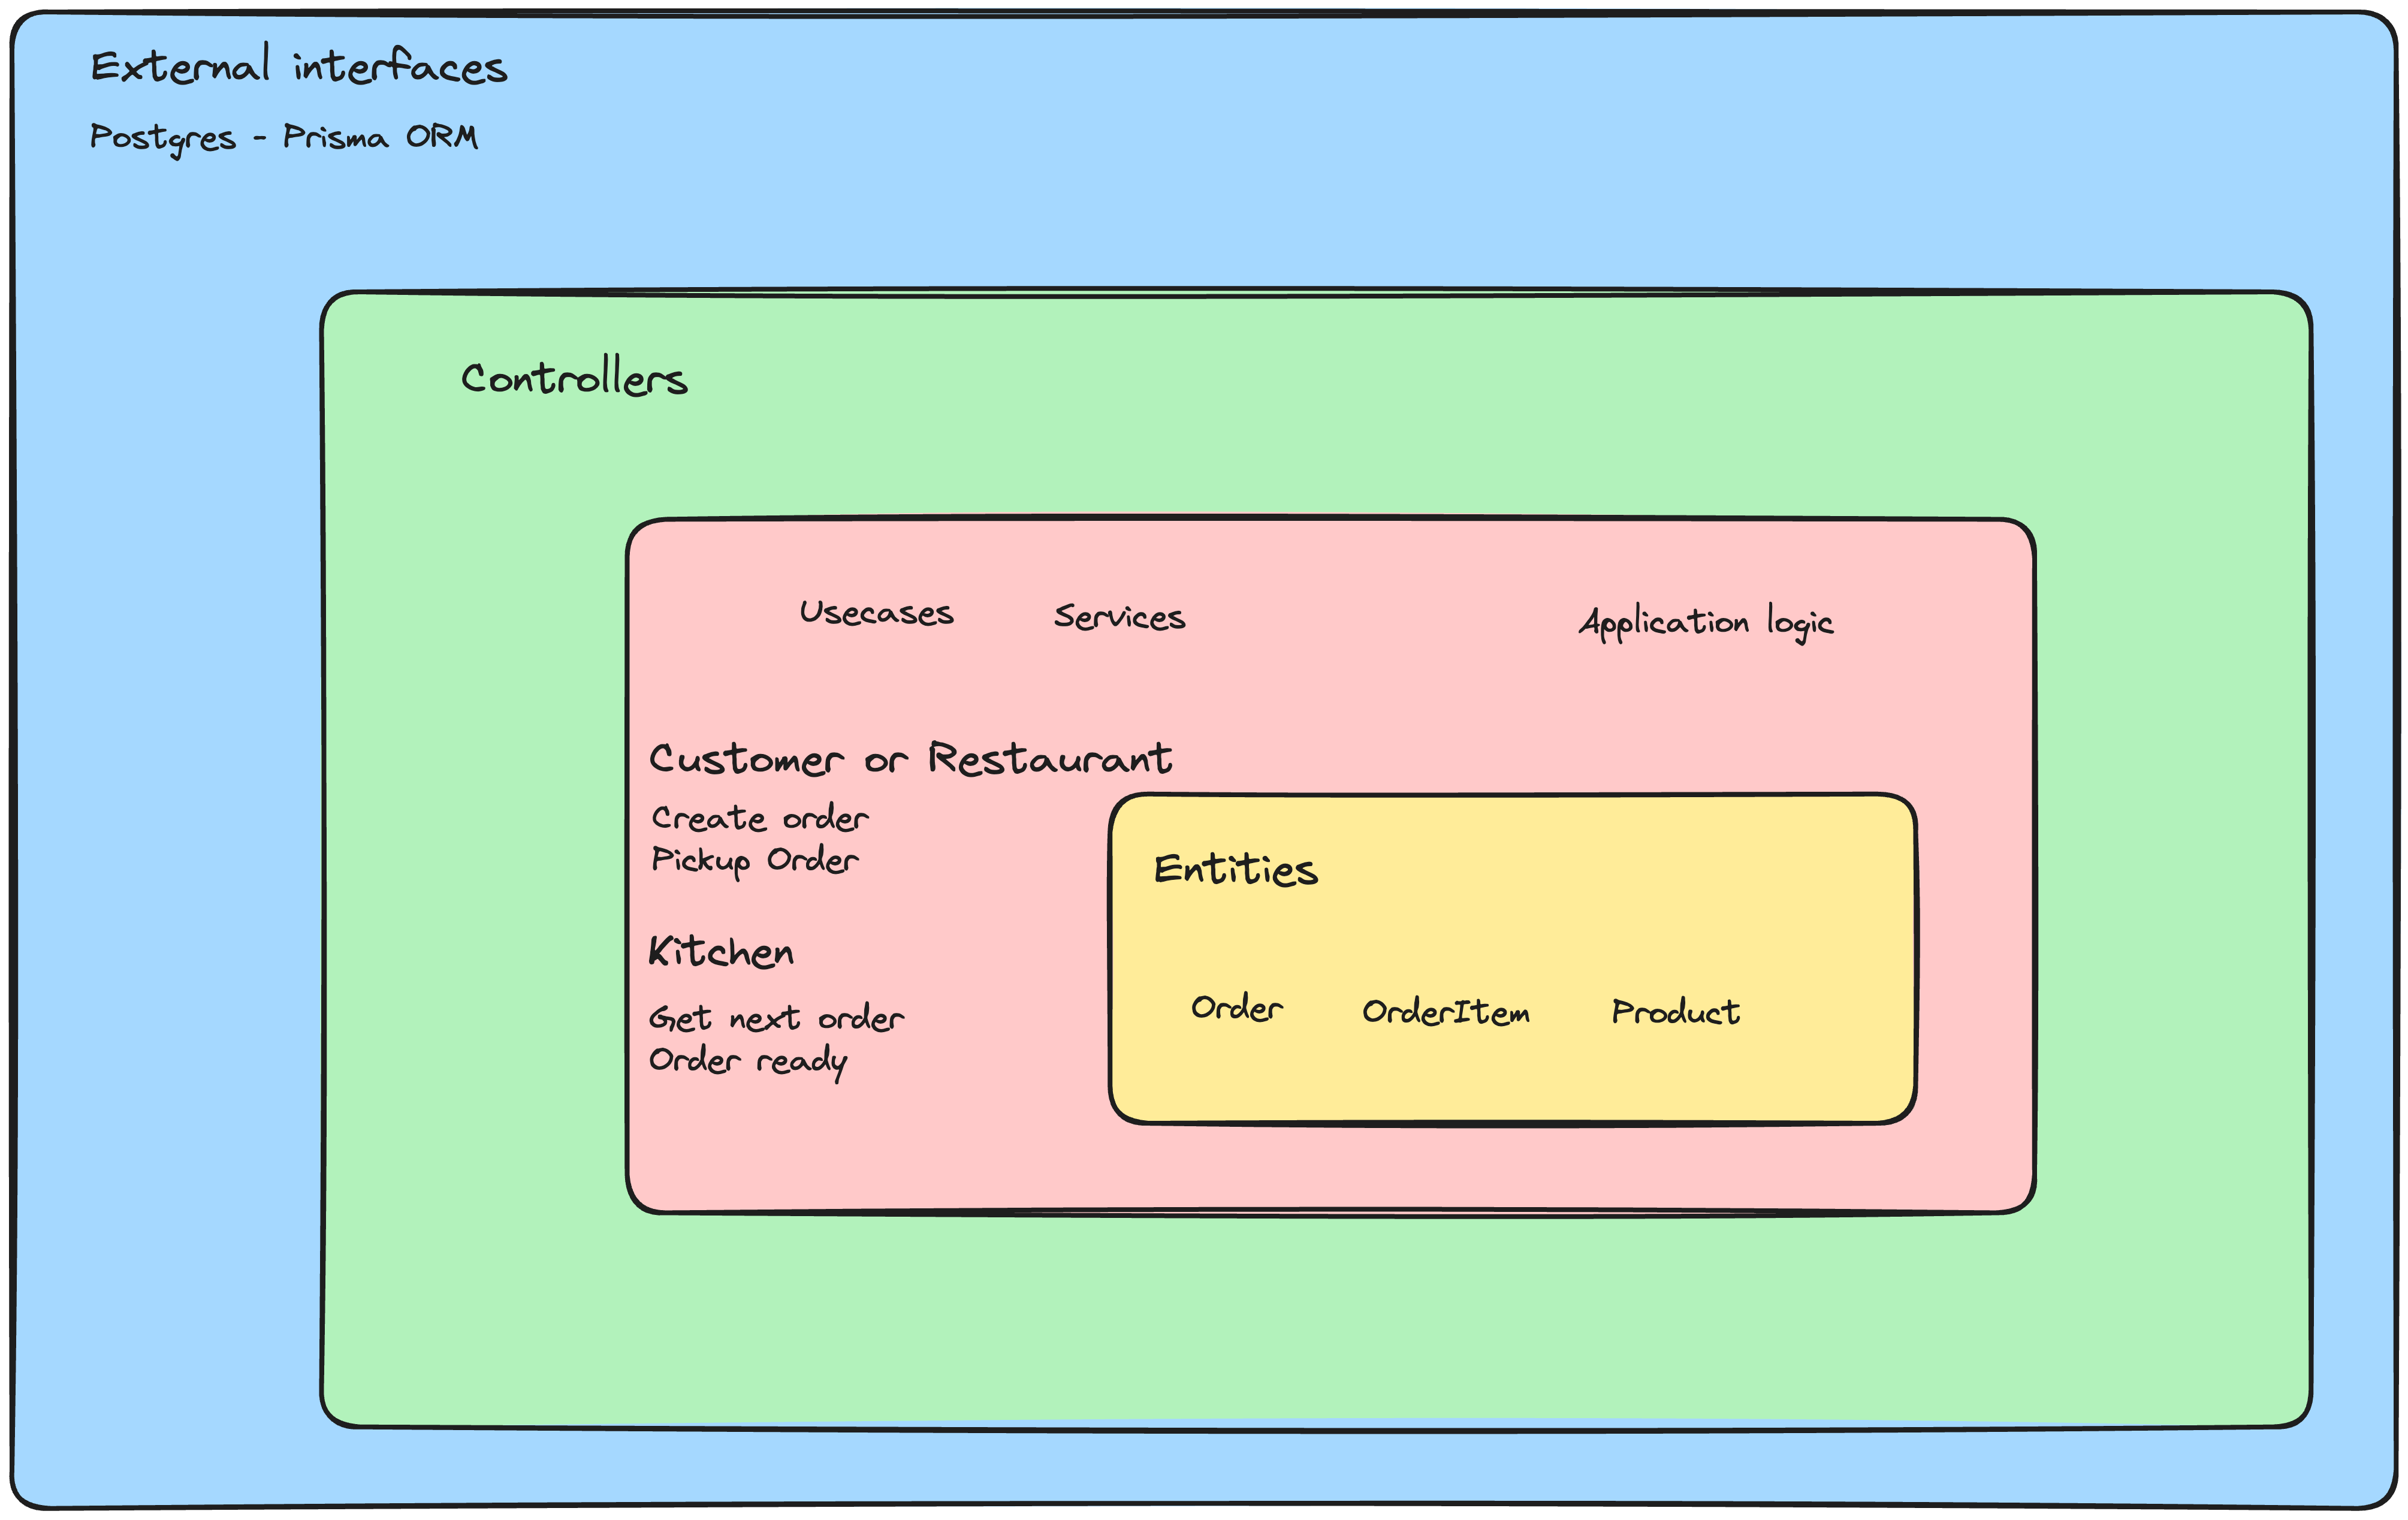 External interfaces
Postgres - Prisma ORM
Controllers
Usecases
Services
Application logic
Customer or Restaurant
Create order
Pickup Order
Kitchen
Get next order
Order ready
Entities
Order
OrderItem
Product